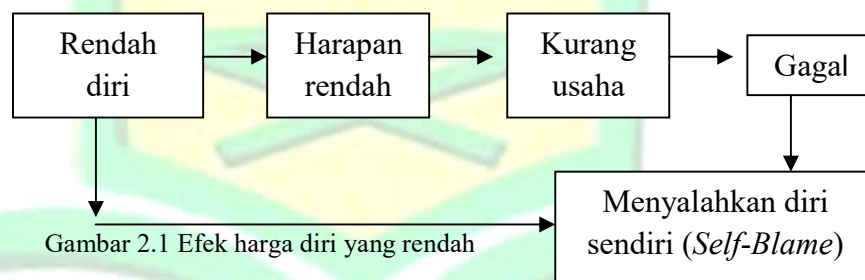 Rendah
diri
Harapan
rendah
Kurang
usaha
Gagal
Menyalahkan diri
sendiri (Self-Blame)
Gambar 2.1 Efek harga diri yang rendah